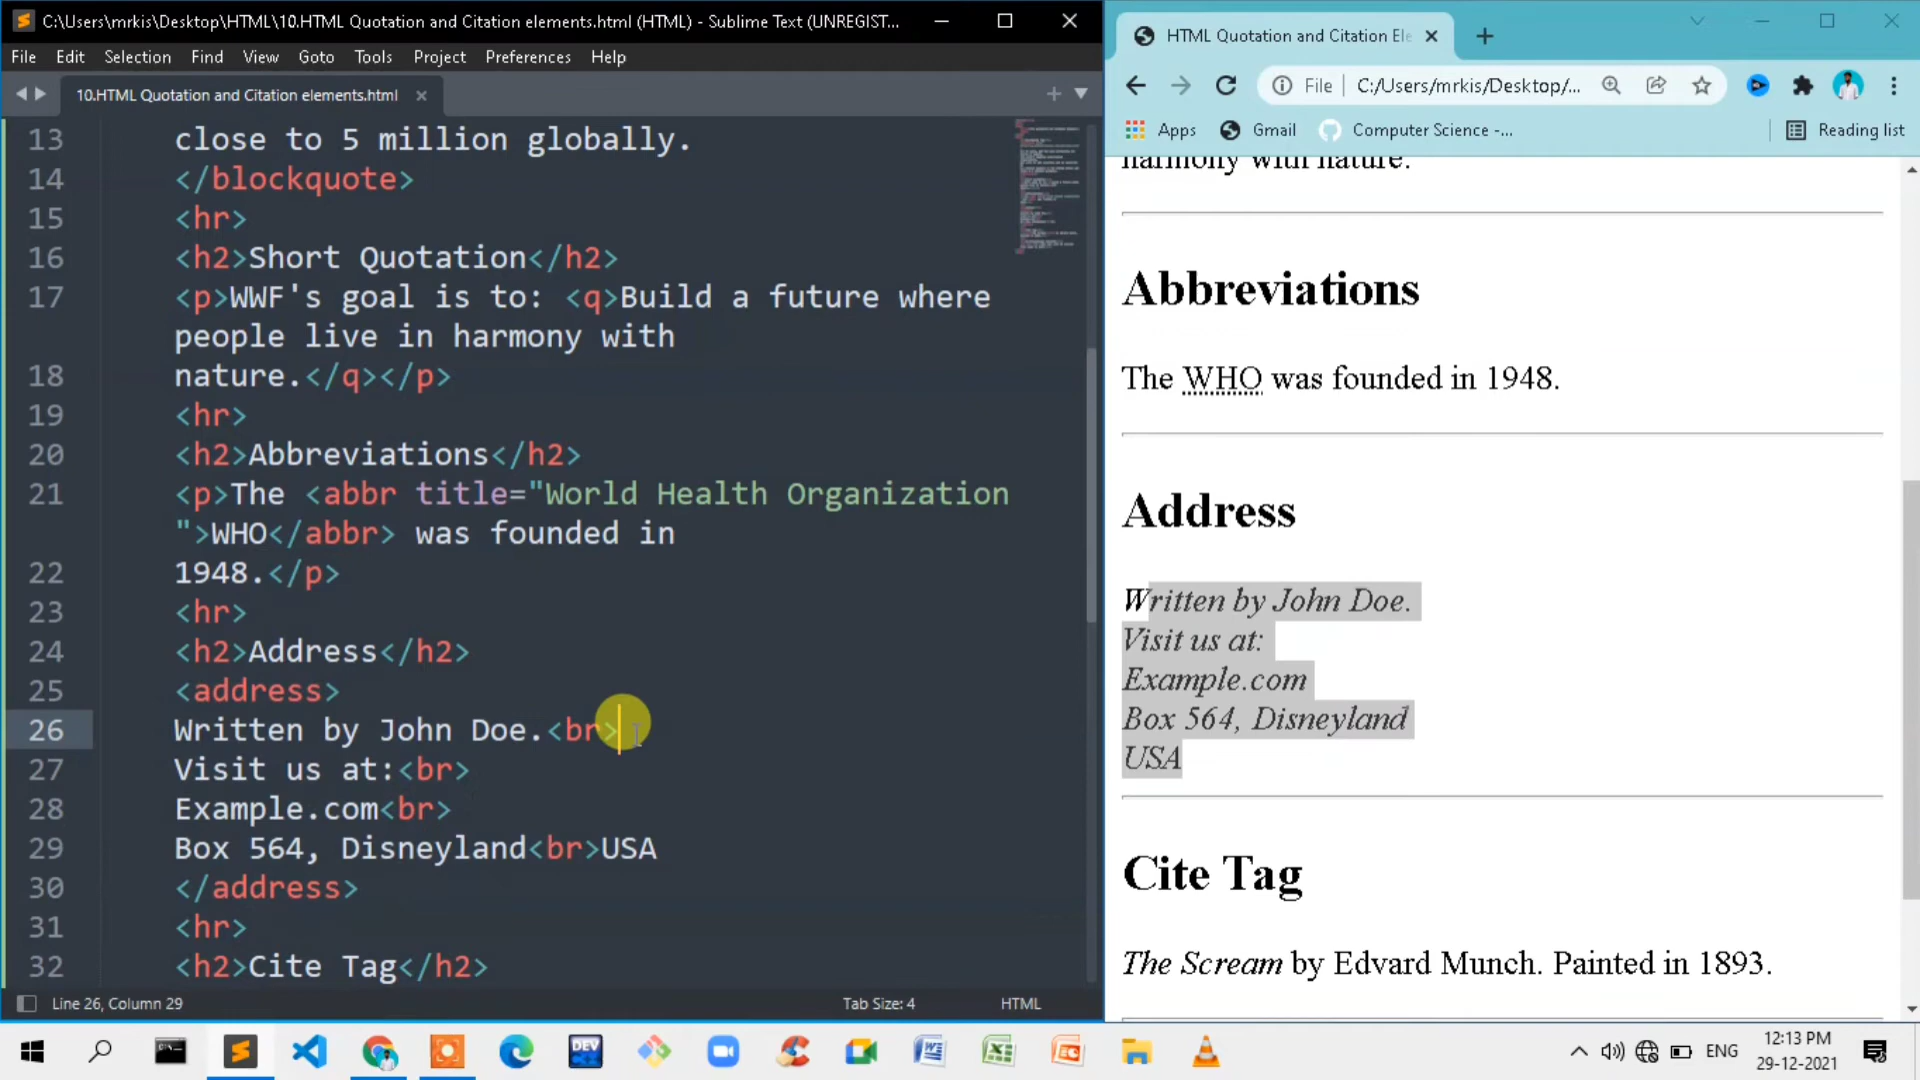 C:\Users\mrkis\Desktop\HTML\10.HTML Quotation and Citation elements.html (HTML) - Sublime Text (UNREGIST...
File Edit Selection Find View Goto Tools Project Preferences Help
10.HTML Quotation and Citation elements.html
13 close to 5 million globally.
14 </blockquote>
15 <hr>
16 <h2>Short Quotation</h2>
17 <p>WWF's goal is to: <q>Build a future where
people live in harmony with
18 nature.</q></p>
19 <hr>
20 <h2>Abbreviations</h2>
21 <p>The <abbr title="World Health Organization
">WHO</abbr> was founded in
22 1948.</p>
23 <hr>
24 <h2>Address</h2>
25 <address>
26 Written by John Doe.<br>
27 Visit us at:<br>
28 Example.com<br>
29 Box 564, Disneyland<br>USA
30 </address>
31 <hr>
32 <h2>Cite Tag</h2>
Line 26, Column 29 Tab Size: 4 HTML
HTML Quotation and Citation Ele
File C:/Users/mrkis/Desktop/...
Apps Gmail Computer Science -... Reading list
harmony with nature.
Abbreviations
The WHO was founded in 1948.
Address
Written by John Doe.
Visit us at:
Example.com
Box 564, Disneyland
USA
Cite Tag
The Scream by Edvard Munch. Painted in 1893.
DEV
ENG
12:13 PM
29-12-2021